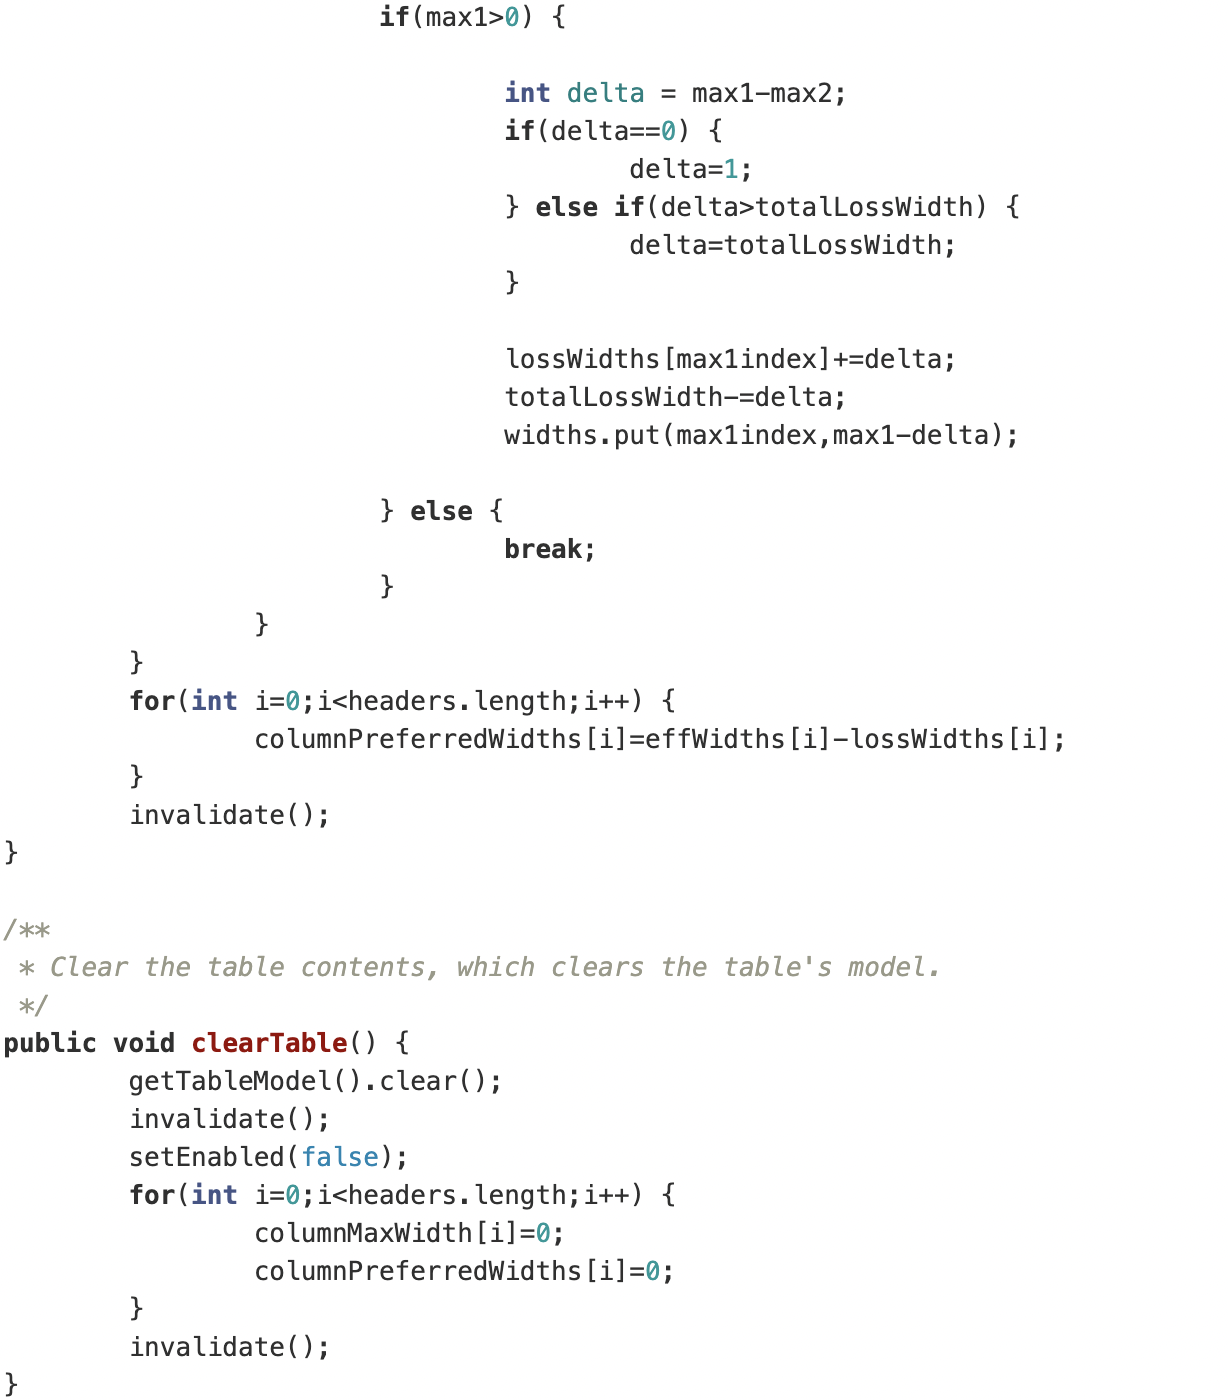 if(max1>0) {
int delta = max1-max2;
if(delta==0) {
delta=1;
} else if(delta>totalLossWidth) {
delta=totalLossWidth;
}
lossWidths[max1index]+=delta;
totalLossWidth-=delta;
widths.put(max1index,max1-delta);
} else {
break;
}
}
}
for(int i=0;i<headers.length;i++) {
columnPreferredWidths[i]=effWidths[i]-lossWidths[i];
}
invalidate();
}
/**
* Clear the table contents, which clears the table's model.
*/
public void clearTable() {
getTableModel().clear();
invalidate();
setEnabled(false);
for(int i=0;i<headers.length;i++) {
columnMaxWidth[i]=0;
columnPreferredWidths[i]=0;
}
invalidate();
}